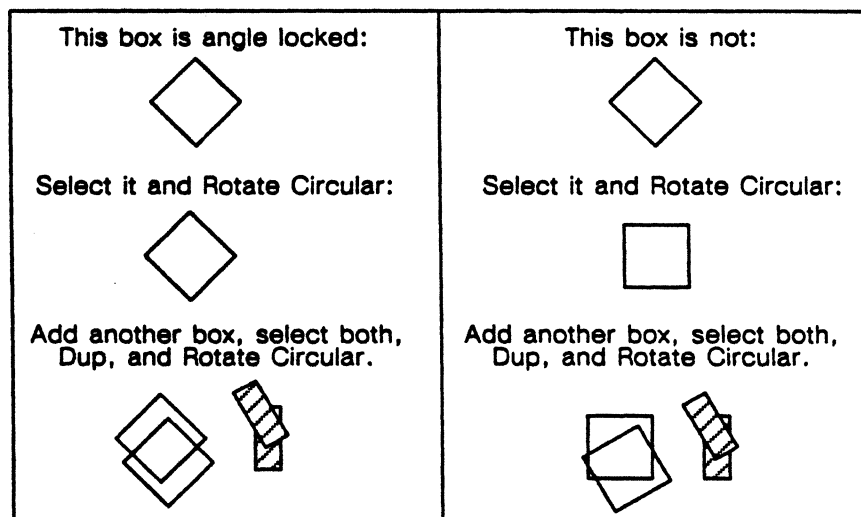 This box is angle locked:
Select it and Rotate Circular:
Add another box, select both,
Dup, and Rotate Circular.
This box is not:
Select it and Rotate Circular:
Add another box, select both,
Dup, and Rotate Circular.